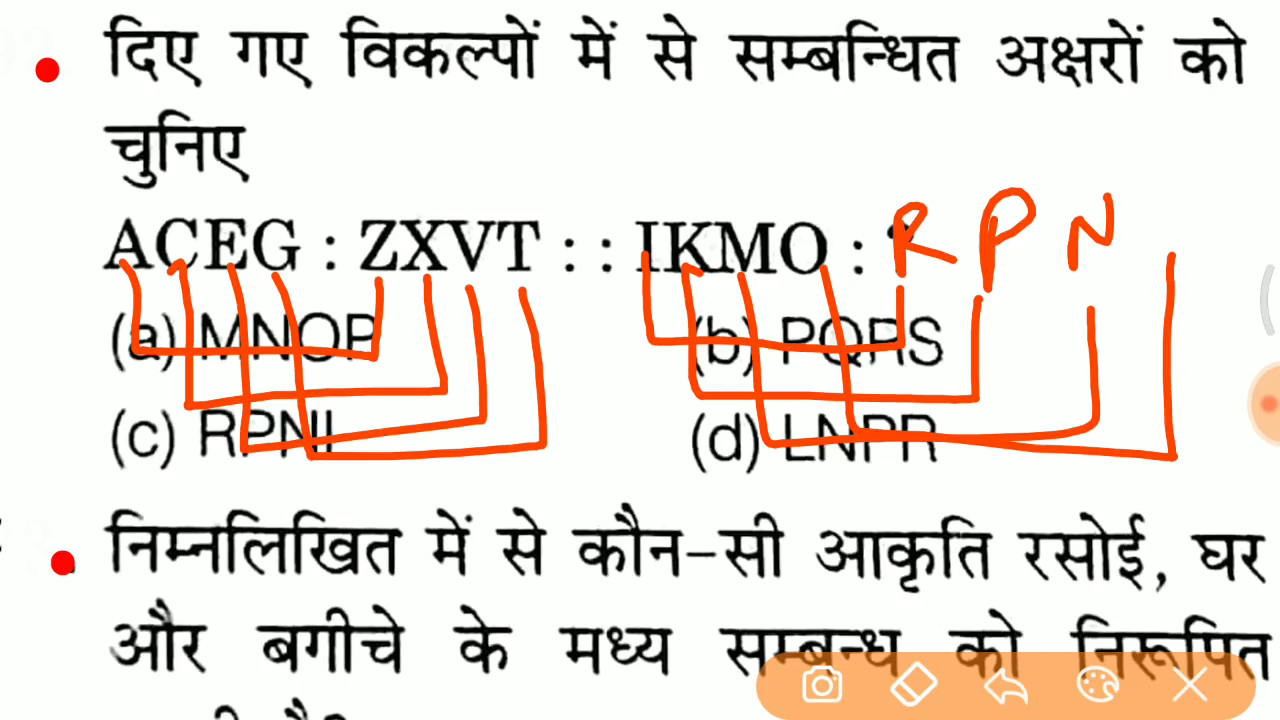 दिए गए विकल्पों में से सम्बन्धित अक्षरों को
चुनिए
ACEG : ZXVT : : IKMO : R P N
(a) MNOP (b) PQRS
(c) RPNL (d) LNPR
निम्नलिखित में से कौन-सी आकृति रसोई, घर
और बगीचे के मध्य सम्बन्ध को निरूपित